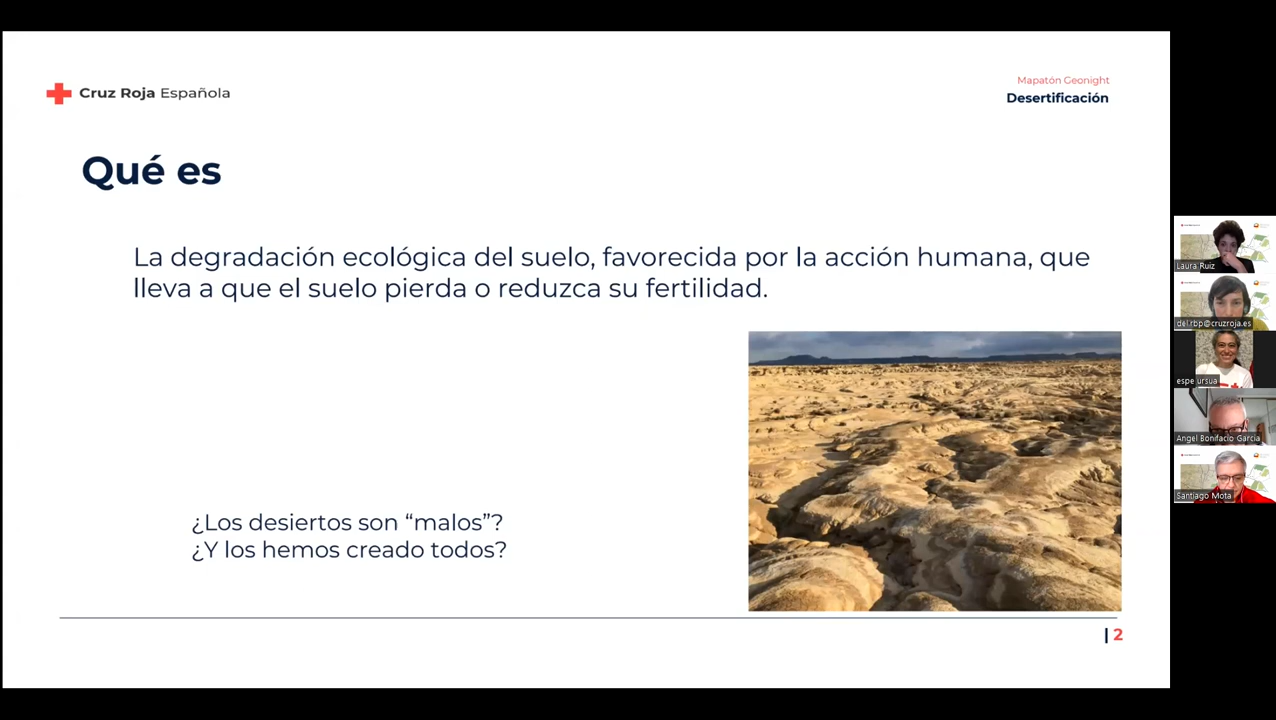 Cruz Roja Española
Mapatón Geonight
Desertificación
Qué es
La degradación ecológica del suelo, favorecida por la acción humana, que
lleva a que el suelo pierda o reduzca su fertilidad.
¿Los desiertos son “malos”?
¿Y los hemos creado todos?
| 2
Laura Ruiz
del.rbp@cruzroja.es
espe ursua
Angel Bonifacio Garcia
Santiago Mota